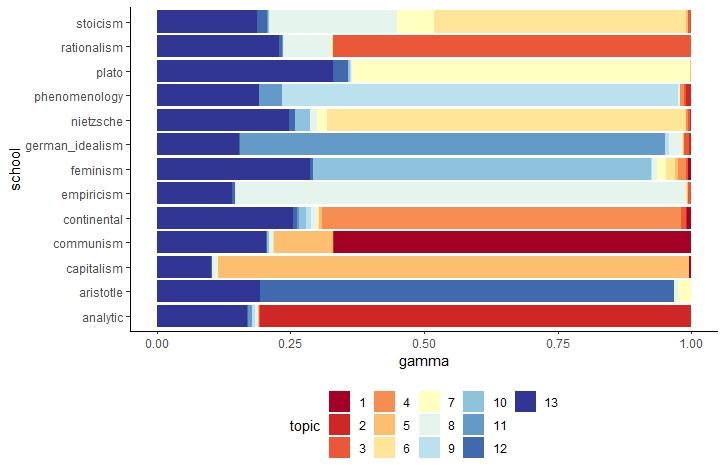 school
stoicism
rationalism
plato
phenomenology
nietzsche
german_idealism
feminism
empiricism
continental
communism
capitalism
aristotle
analytic
0.00 0.25 0.50 0.75 1.00
gamma
topic
1 4 7 10 13
2 5 8 11
3 6 9 12